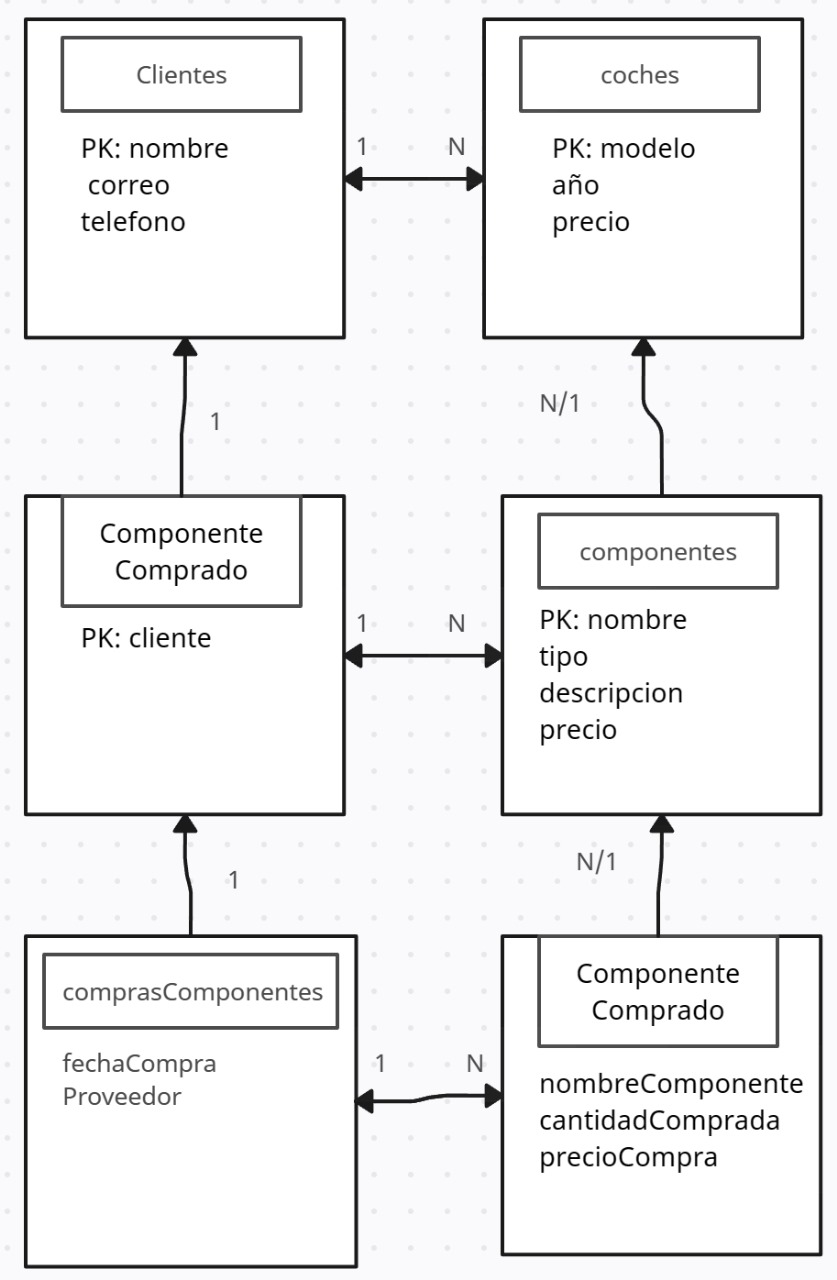 Clientes
PK: nombre
correo
telefono
1
N
coches
PK: modelo
año
precio
1
N/1
Componente
Comprado
PK: cliente
1
N
componentes
PK: nombre
tipo
descripcion
precio
1
N/1
comprasComponentes
fechaCompra
Proveedor
1
N
Componente
Comprado
nombreComponente
cantidadComprada
precioCompra